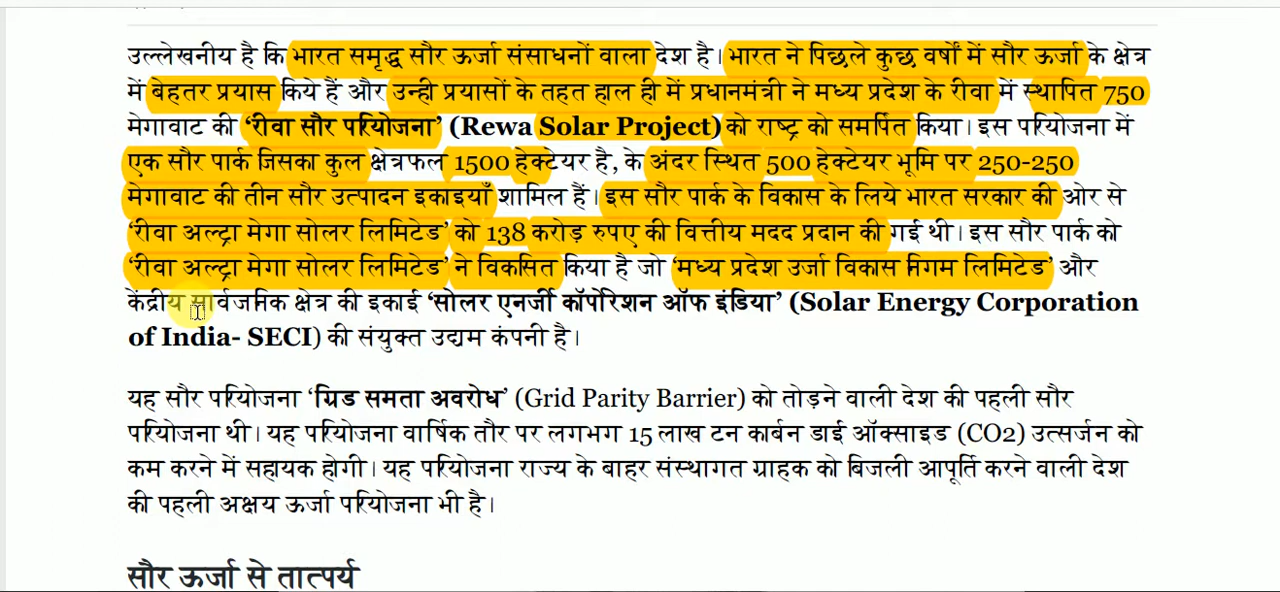 उल्लेखनीय है कि भारत समृद्ध सौर ऊर्जा संसाधनों वाला देश है। भारत ने पिछले कुछ वर्षों में सौर ऊर्जा के क्षेत्र
में बेहतर प्रयास किये हैं और उन्ही प्रयासों के तहत हाल ही में प्रधानमंत्री ने मध्य प्रदेश के रीवा में स्थापित 750
मेगावाट की ‘रीवा सौर परियोजना’ (Rewa Solar Project) को राष्ट्र को समर्पित किया। इस परियोजना में
एक सौर पार्क जिसका कुल क्षेत्रफल 1500 हेक्टेयर है, के अंदर स्थित 500 हेक्टेयर भूमि पर 250-250
मेगावाट की तीन सौर उत्पादन इकाइयाँ शामिल हैं। इस सौर पार्क के विकास के लिये भारत सरकार की ओर से
‘रीवा अल्ट्रा मेगा सोलर लिमिटेड’ को 138 करोड़ रुपए की वित्तीय मदद प्रदान की गई थी। इस सौर पार्क को
‘रीवा अल्ट्रा मेगा सोलर लिमिटेड’ ने विकसित किया है जो ‘मध्य प्रदेश उर्जा विकास निगम लिमिटेड’ और
केंद्रीय सार्वजनिक क्षेत्र की इकाई ‘सोलर एनर्जी कॉर्पोरेशन ऑफ इंडिया’ (Solar Energy Corporation
of India- SECI) की संयुक्त उद्यम कंपनी है।
यह सौर परियोजना ‘ग्रिड समता अवरोध’ (Grid Parity Barrier) को तोड़ने वाली देश की पहली सौर
परियोजना थी। यह परियोजना वार्षिक तौर पर लगभग 15 लाख टन कार्बन डाई ऑक्साइड (CO2) उत्सर्जन को
कम करने में सहायक होगी। यह परियोजना राज्य के बाहर संस्थागत ग्राहक को बिजली आपूर्ति करने वाली देश
की पहली अक्षय ऊर्जा परियोजना भी है।
सौर ऊर्जा से तात्पर्य